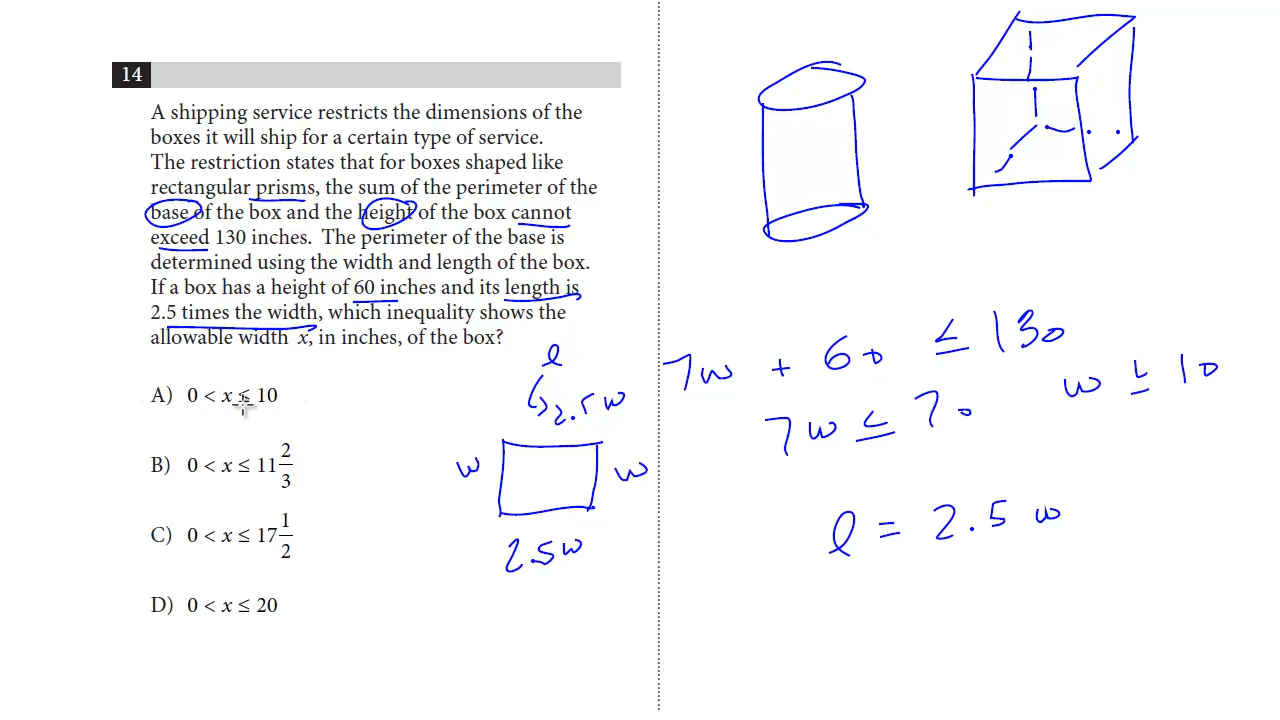 14
A shipping service restricts the dimensions of the
boxes it will ship for a certain type of service.
The restriction states that for boxes shaped like
rectangular prisms, the sum of the perimeter of the
base of the box and the height of the box cannot
exceed 130 inches. The perimeter of the base is
determined using the width and length of the box.
If a box has a height of 60 inches and its length is
2.5 times the width, which inequality shows the
allowable width x, in inches, of the box?
A) 0 < x ≤ 10
B) 0 < x ≤ 11 2/3
C) 0 < x ≤ 17 1/2
D) 0 < x ≤ 20
l
2.5w
w
w
2.5w
7w + 60 ≤ 130
7w ≤ 70
w ≤ 10
l = 2.5 w